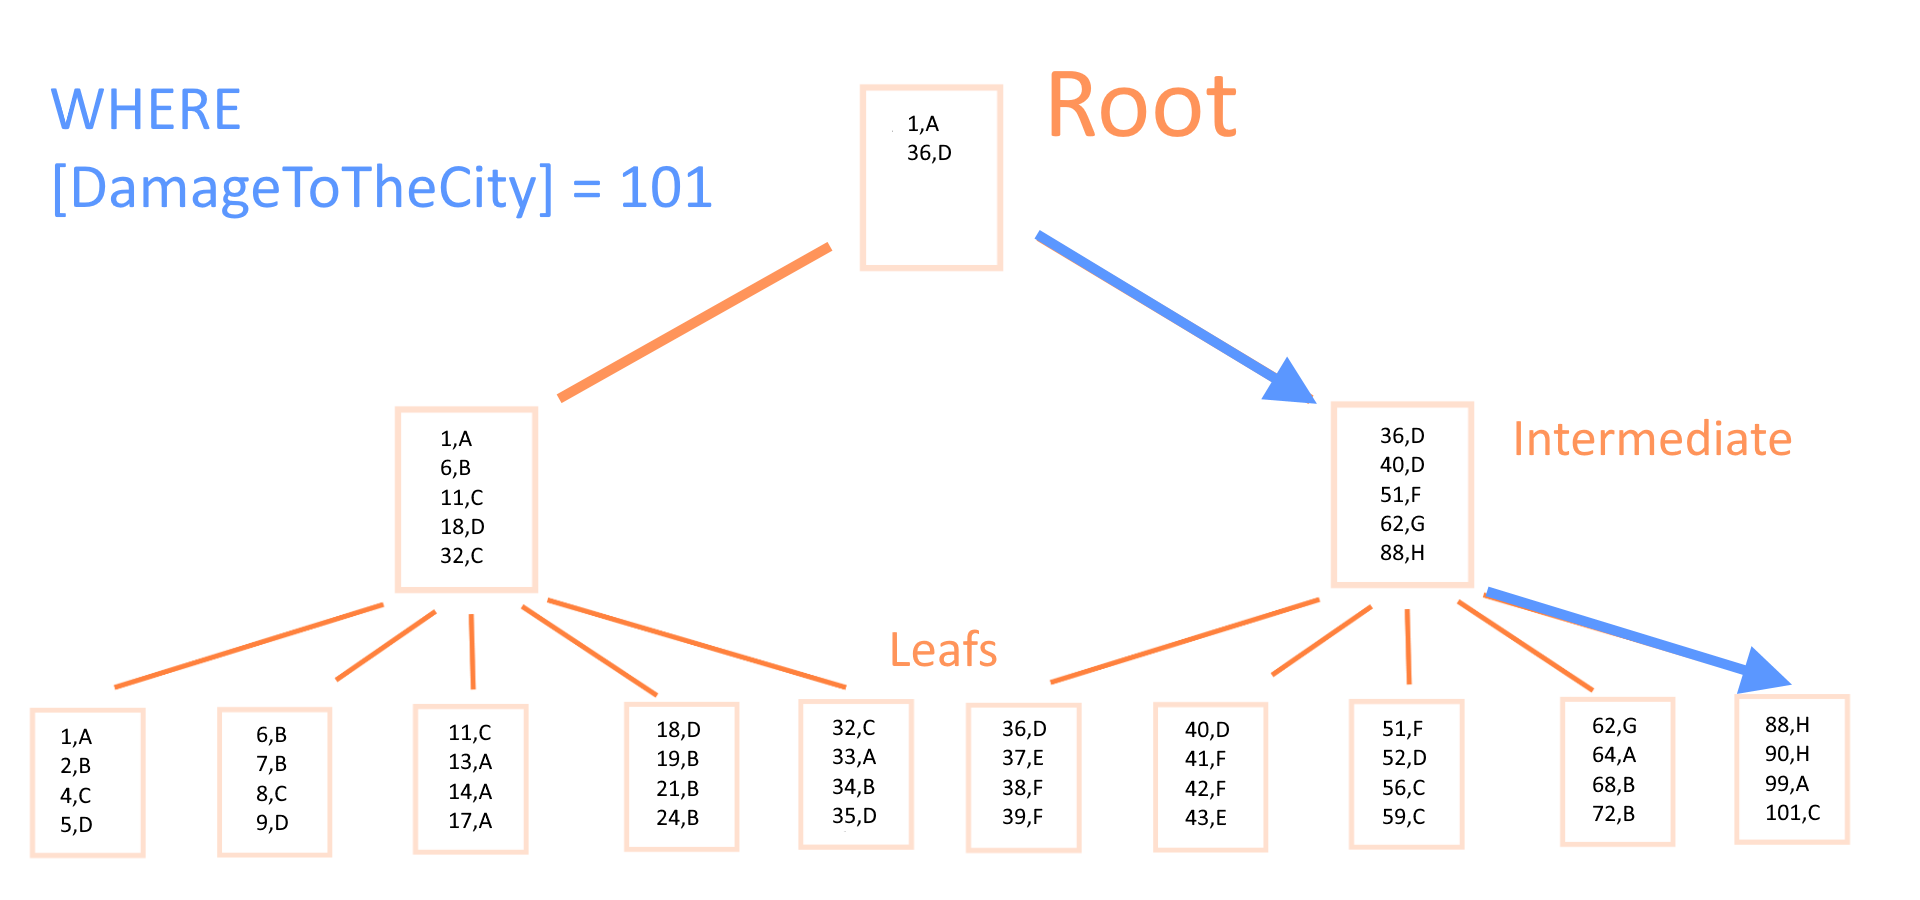 WHERE
[DamageToTheCity] = 101
Root
1,A
36,D
1,A
6,B
11,C
18,D
32,C
36,D
40,D
51,F
62,G
88,H
Intermediate
Leafs
1,A
2,B
4,C
5,D
6,B
7,B
8,C
9,D
11,C
13,A
14,A
17,A
18,D
19,B
21,B
24,B
32,C
33,A
34,B
35,D
36,D
37,E
38,F
39,F
40,D
41,F
42,F
43,E
51,F
52,D
56,C
59,C
62,G
64,A
68,B
72,B
88,H
90,H
99,A
101,C